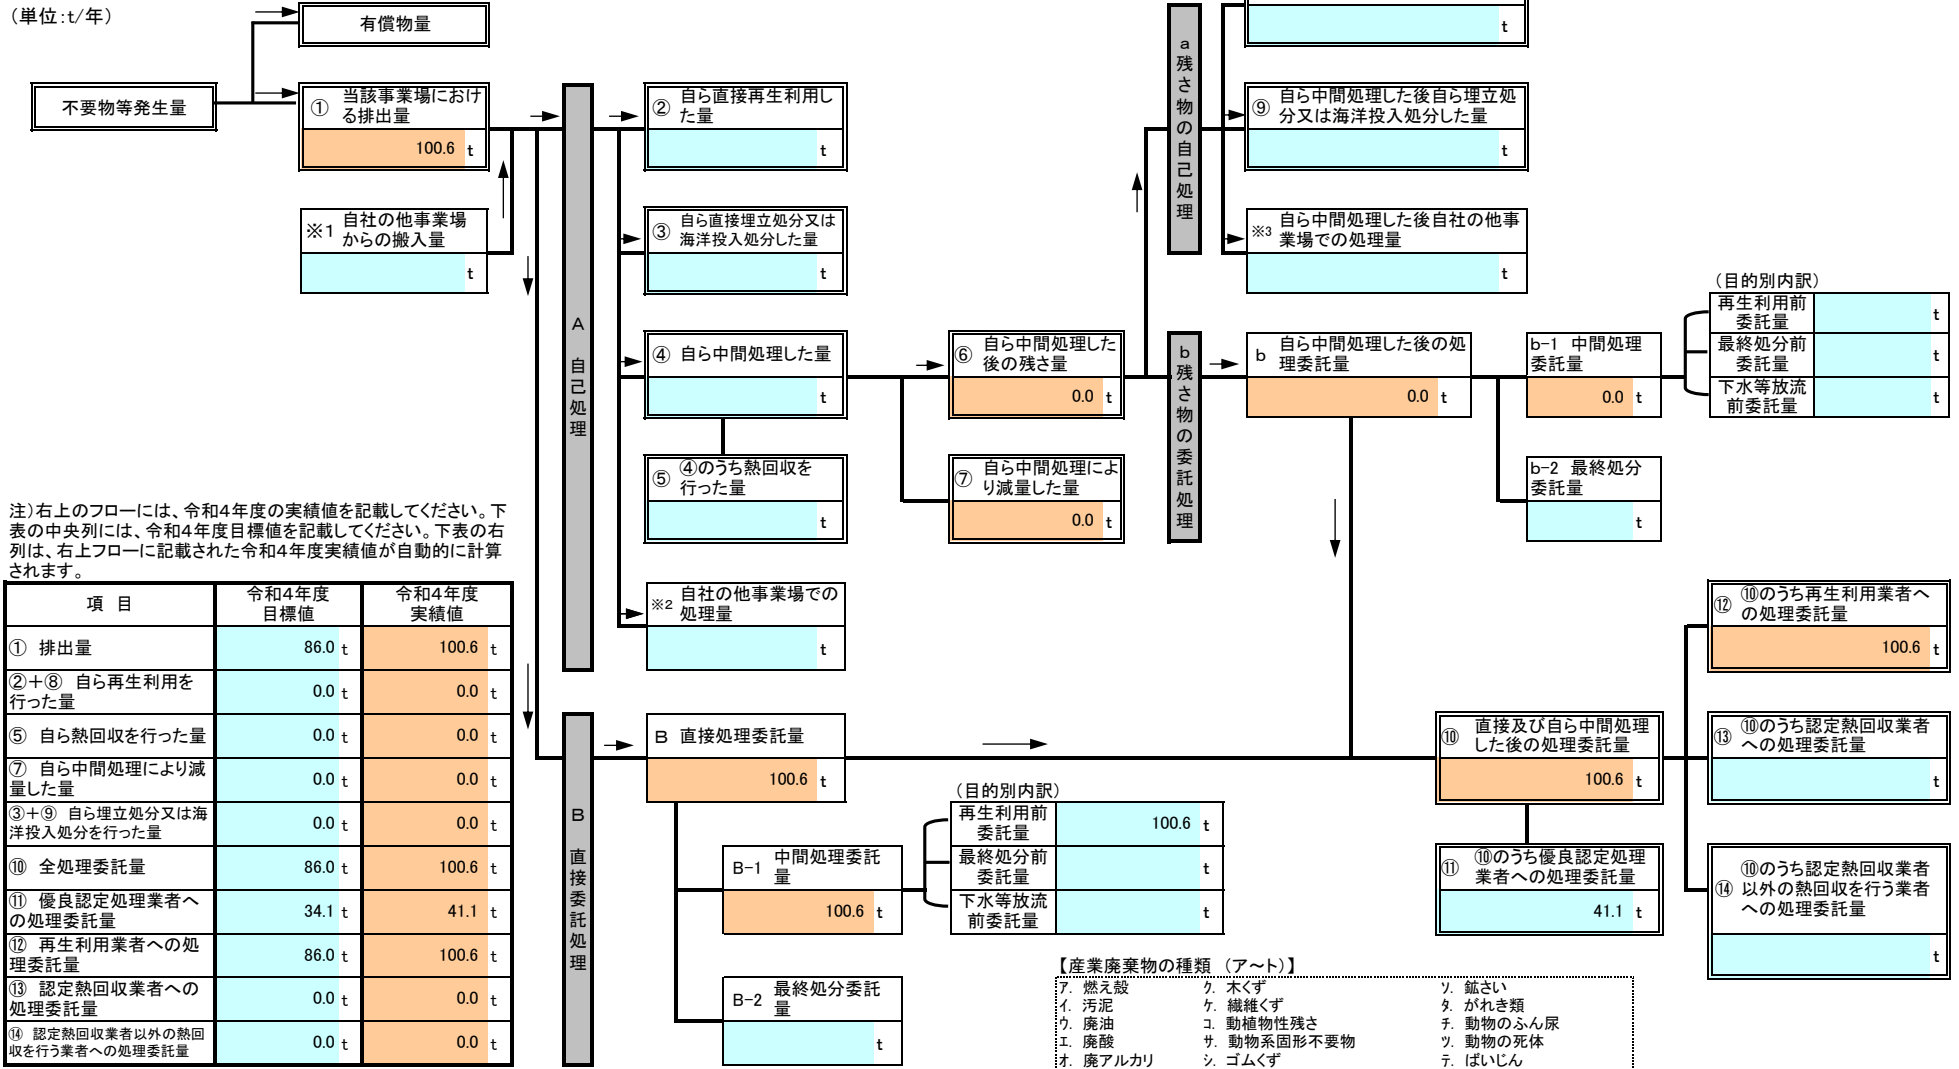 （単位:t/年）
有償物量
不要物等発生量
① 当該事業場におけ
る排出量
100.6 t
※1 自社の他事業場
からの搬入量
t
A 自己処理
② 自ら直接再生利用し
た量
t
③ 自ら直接埋立処分又は
海洋投入処分した量
t
④ 自ら中間処理した量
t
⑤ ④のうち熱回収を
行った量
t
※2 自社の他事業場での
処理量
t
⑥ 自ら中間処理した
後の残さ量
0.0 t
⑦ 自ら中間処理によ
り減量した量
0.0 t
a 残さ物の自己処理
t
⑨ 自ら中間処理した後自ら埋立処
分又は海洋投入処分した量
t
※3 自ら中間処理した後自社の他事
業場での処理量
t
b 残さ物の委託処理
b 自ら中間処理した後の処
理委託量
0.0 t
b-1 中間処理
委託量
0.0 t
b-2 最終処分
委託量
t
（目的別内訳）
再生利用前
委託量 t
最終処分前
委託量 t
下水等放流
前委託量 t
注）右上のフローには、令和4年度の実績値を記載してください。下
表の中央列には、令和4年度目標値を記載してください。下表の右
列は、右上フローに記載された令和4年度実績値が自動的に計算
されます。
項 目 令和4年度
目標値 令和4年度
実績値
① 排出量 86.0 t 100.6 t
②＋⑧ 自ら再生利用を
行った量 0.0 t 0.0 t
⑤ 自ら熱回収を行った量 0.0 t 0.0 t
⑦ 自ら中間処理により減
量した量 0.0 t 0.0 t
③＋⑨ 自ら埋立処分又は海
洋投入処分を行った量 0.0 t 0.0 t
⑩ 全処理委託量 86.0 t 100.6 t
⑪ 優良認定処理業者へ
の処理委託量 34.1 t 41.1 t
⑫ 再生利用業者への処
理委託量 86.0 t 100.6 t
⑬ 認定熱回収業者への
処理委託量 0.0 t 0.0 t
⑭ 認定熱回収業者以外の熱回
収を行う業者への処理委託量 0.0 t 0.0 t
B 直接委託処理
B 直接処理委託量
100.6 t
B-1 中間処理委託
量
100.6 t
B-2 最終処分委託
量
t
（目的別内訳）
再生利用前
委託量 100.6 t
最終処分前
委託量 t
下水等放流
前委託量 t
⑩ 直接及び自ら中間処理
した後の処理委託量
100.6 t
⑪ ⑩のうち優良認定処理
業者への処理委託量
41.1 t
⑫ ⑩のうち再生利用業者へ
の処理委託量
100.6 t
⑬ ⑩のうち認定熱回収業者
への処理委託量
t
⑭ ⑩のうち認定熱回収業者
以外の熱回収を行う業者
への処理委託量
t
【産業廃棄物の種類 （ア～ト）】
ア. 燃え殻 ク. 木くず ソ. 鉱さい
イ. 汚泥 ケ. 繊維くず タ. がれき類
ウ. 廃油 コ. 動植物性残さ チ. 動物のふん尿
エ. 廃酸 サ. 動物系固形不要物 ツ. 動物の死体
オ. 廃アルカリ シ. ゴムくず テ. ばいじん